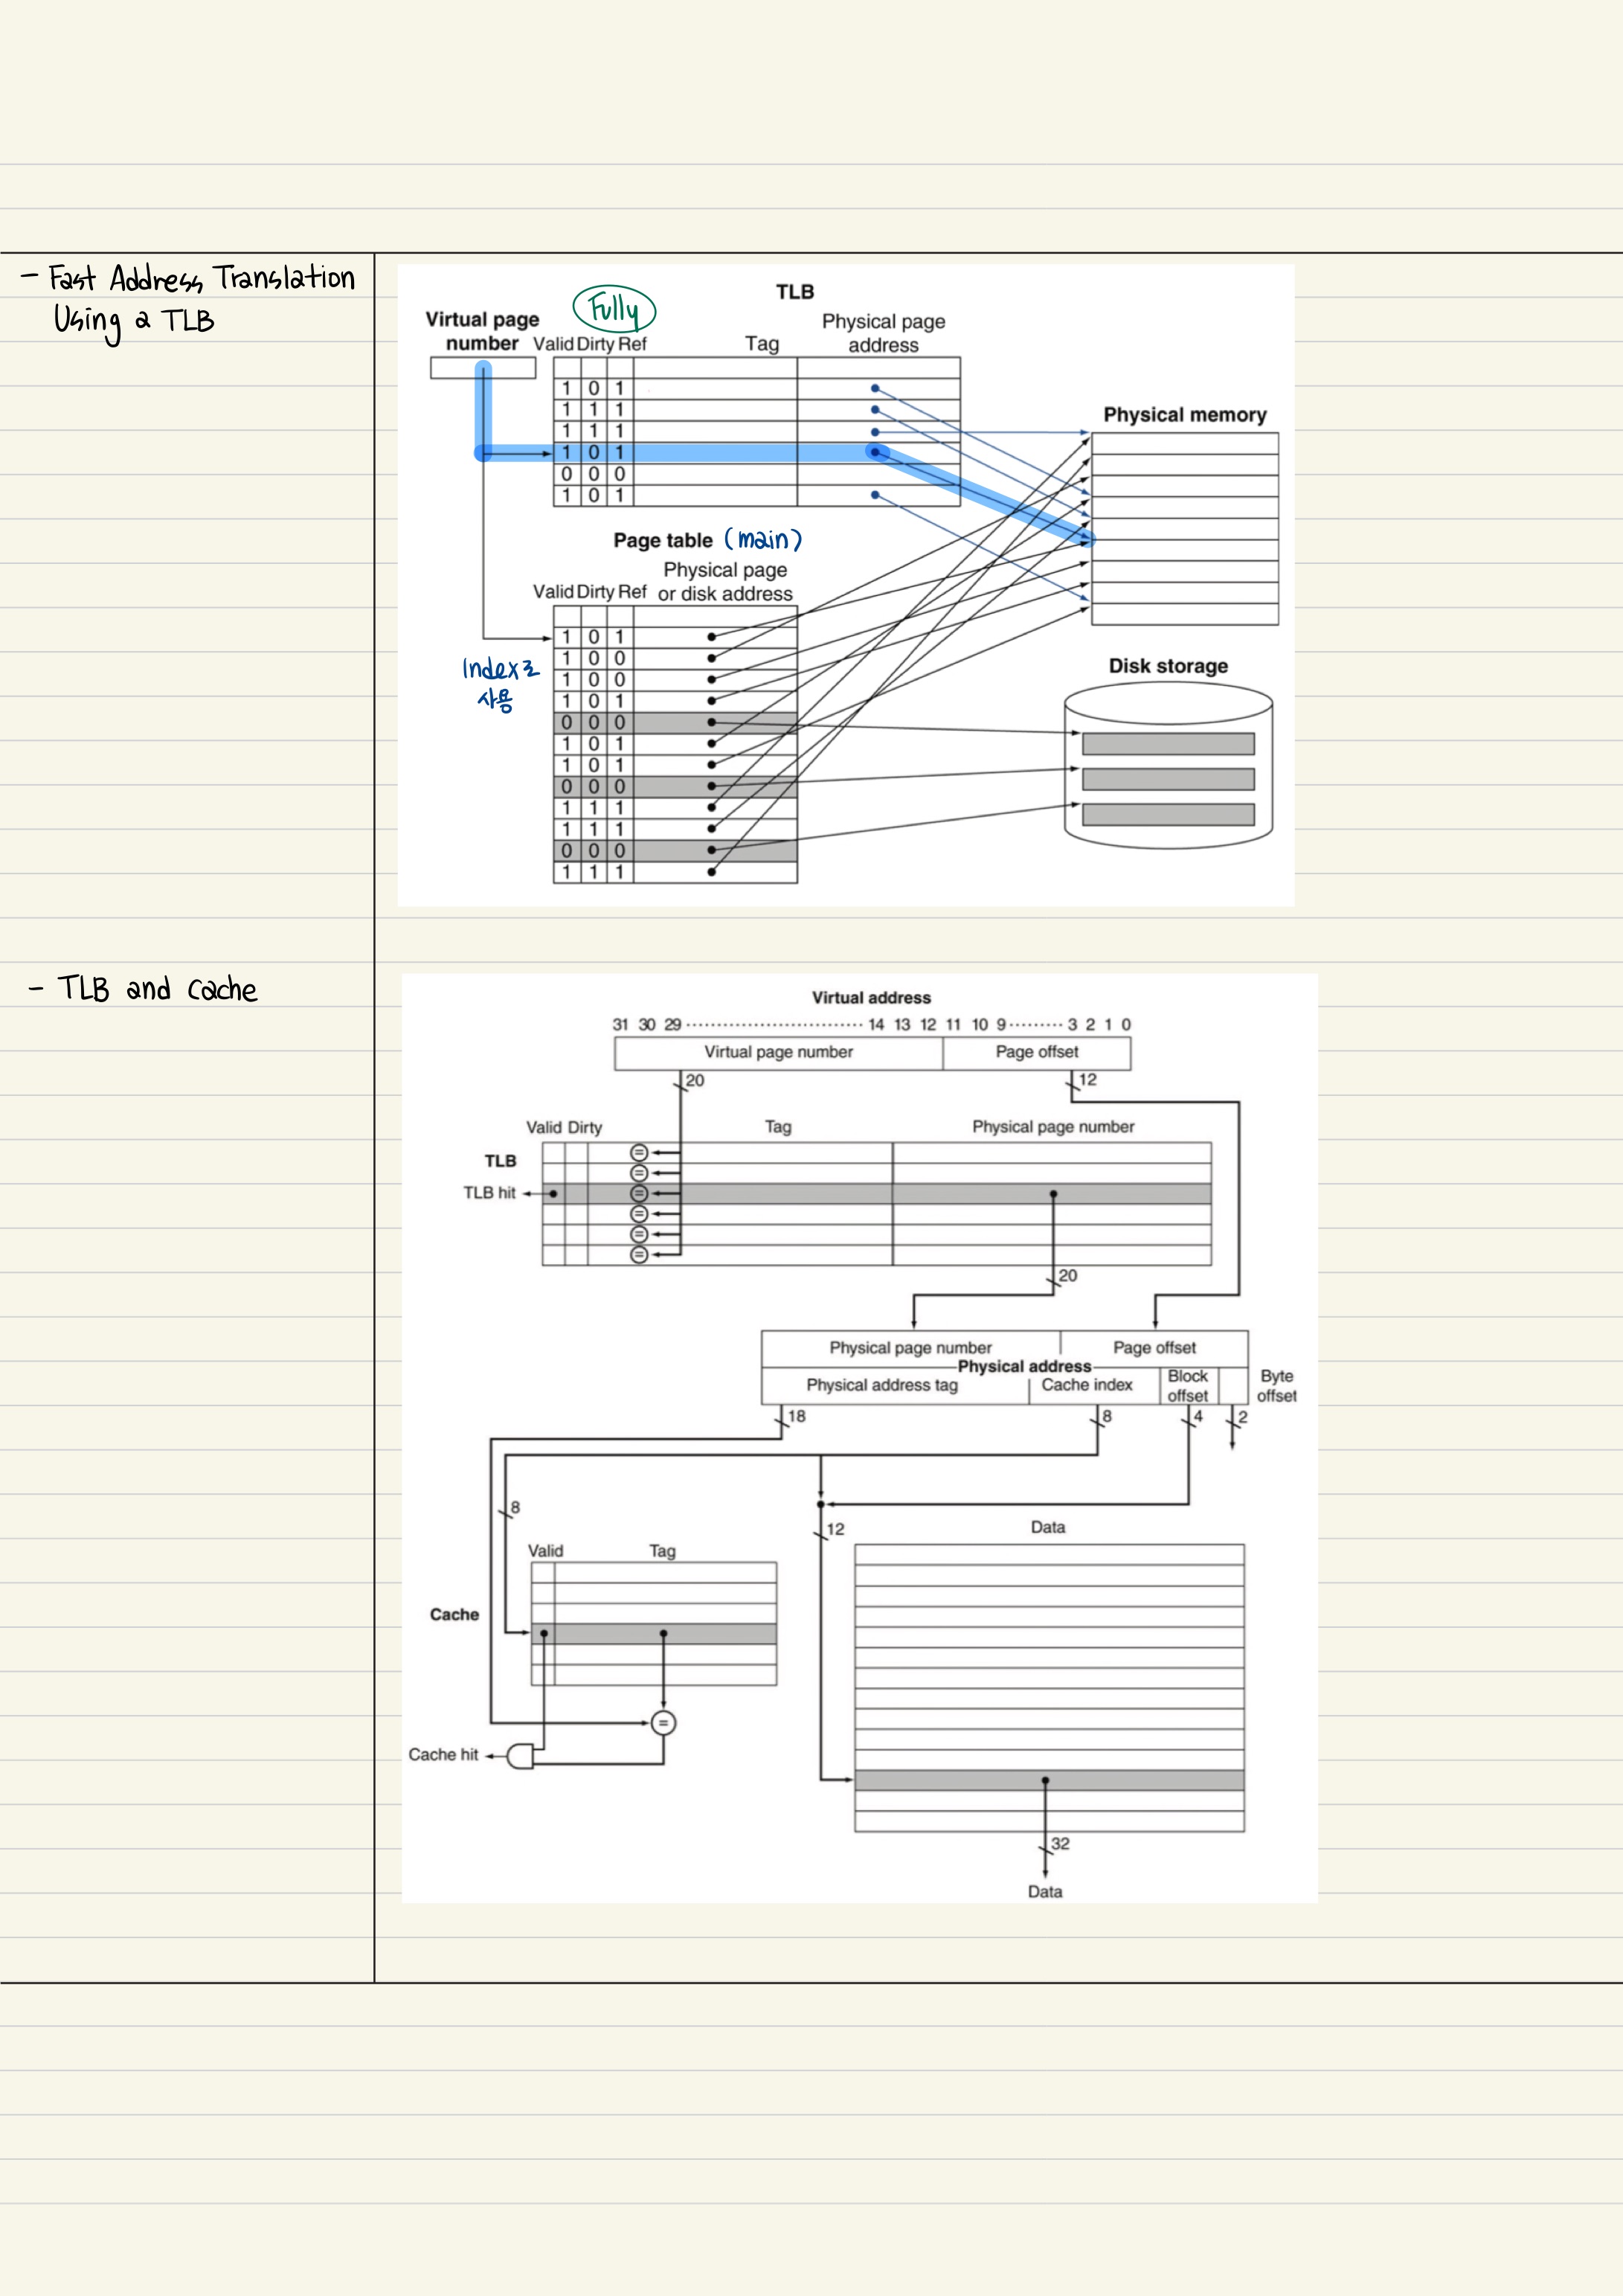 - Fast Address Translation
Using a TLB
Fully
TLB
Virtual page
number
Valid Dirty Ref
Tag
Physical page
address
1 0 1
1 1 1
1 1 1
1 0 1
0 0 0
1 0 1
Physical memory
Page table (main)
Physical page
or disk address
Valid Dirty Ref
1 0 1
1 0 0
1 0 0
1 0 1
0 0 0
1 0 1
1 0 1
0 0 0
1 1 1
1 1 1
0 0 0
1 1 1
Index로
사용
Disk storage
- TLB and Cache
Virtual address
31 30 29 ··························· 14 13 12 11 10 9 ········· 3 2 1 0
Virtual page number
Page offset
20
12
Valid Dirty
Tag
Physical page number
TLB
TLB hit
= 
=
=
=
=
=
20
Physical page number
Page offset
Physical address
Physical address tag
Cache index
Block
offset
Byte
offset
18
8
4
2
8
12
Data
Valid
Tag
Cache
=
Cache hit
32
Data